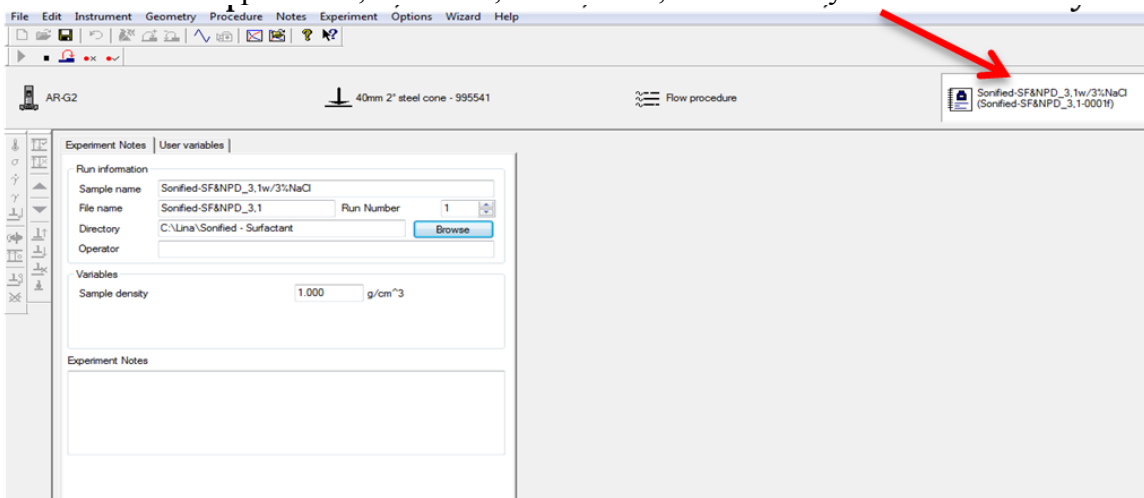 File Edit Instrument Geometry Procedure Notes Experiment Options Wizard Help
AR-G2
40mm 2° steel cone - 995541
Flow procedure
Sonified-SF&NPD_3,1w/3%NaCl
(Sonified-SF&NPD_3,1-0001f)
Experiment Notes User variables
Run information
Sample name Sonified-SF&NPD_3,1w/3%NaCl
File name Sonified-SF&NPD_3,1 Run Number 1
Directory C:\Lina\Sonified - Surfactant Browse
Operator
Variables
Sample density 1.000 g/cm^3
Experiment Notes